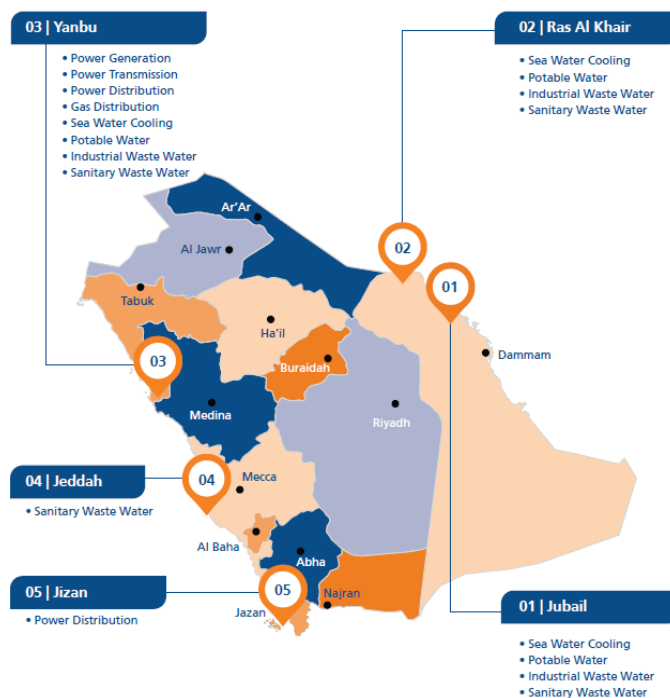 03 | Yanbu
• Power Generation
• Power Transmission
• Power Distribution
• Gas Distribution
• Sea Water Cooling
• Potable Water
• Industrial Waste Water
• Sanitary Waste Water
02 | Ras Al Khair
• Sea Water Cooling
• Potable Water
• Industrial Waste Water
• Sanitary Waste Water
Ar'Ar
Al Jawr
02
01
Tabuk
Ha'il
Dammam
03
Buraidah
Medina
Riyadh
04 | Jeddah
• Sanitary Waste Water
04
Mecca
Al Baha
Abha
05 | Jizan
• Power Distribution
05
Jazan
Najran
01 | Jubail
• Sea Water Cooling
• Potable Water
• Industrial Waste Water
• Sanitary Waste Water